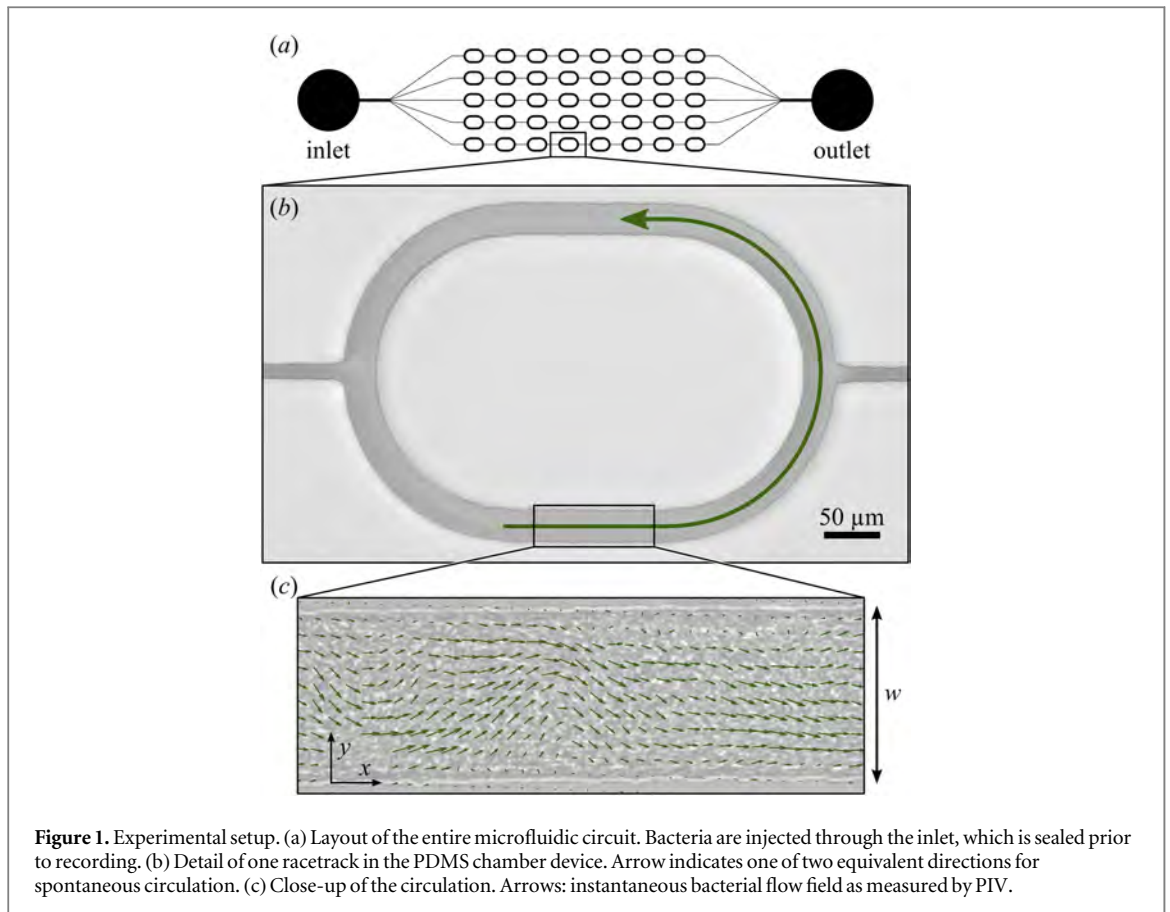 (a)
inlet
outlet
(b)
50 µm
(c)
w
y
x
Figure 1. Experimental setup. (a) Layout of the entire microfluidic circuit. Bacteria are injected through the inlet, which is sealed prior
to recording. (b) Detail of one racetrack in the PDMS chamber device. Arrow indicates one of two equivalent directions for
spontaneous circulation. (c) Close-up of the circulation. Arrows: instantaneous bacterial flow field as measured by PIV.